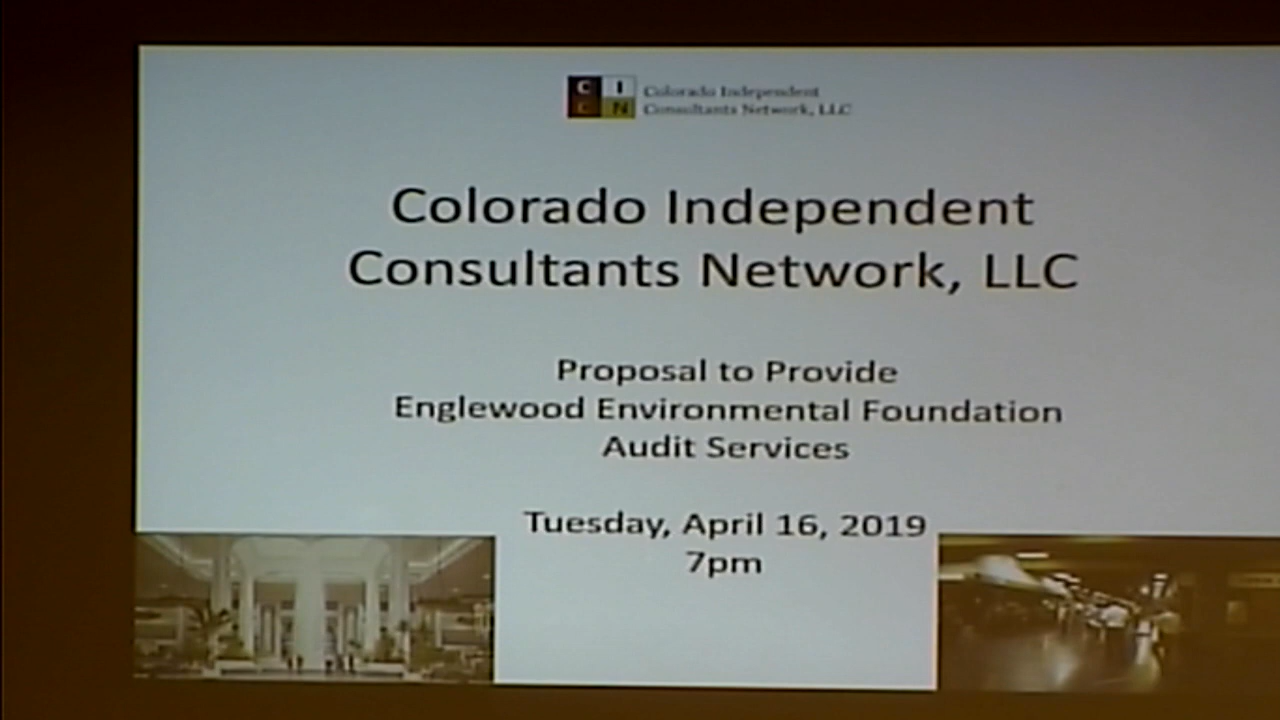 C I
C N
Colorado Independent
Consultants Network, LLC
Colorado Independent
Consultants Network, LLC
Proposal to Provide
Englewood Environmental Foundation
Audit Services
Tuesday, April 16, 2019
7pm